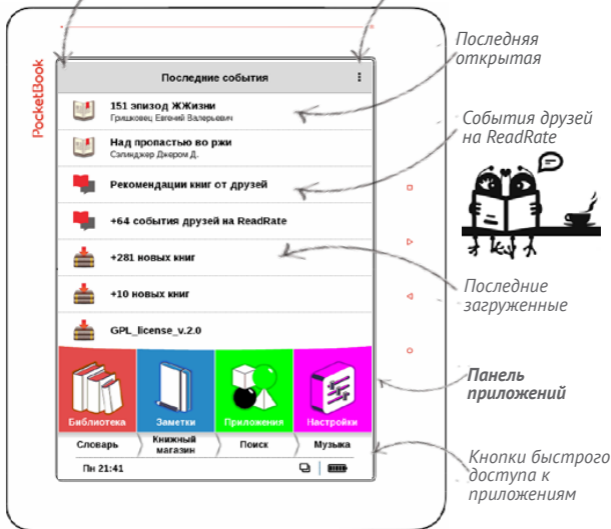 PocketBook
Последние события
Последняя
открытая
151 эпизод ЖЖизни
Гришковец Евгений Валерьевич
Над пропастью во ржи
Сэлинджер Джером Д.
События друзей
на ReadRate
Рекомендации книг от друзей
+64 события друзей на ReadRate
+281 новых книг
+10 новых книг
Последние
загруженные
GPL_license_v.2.0
Библиотека
Заметки
Приложения
Настройки
Панель
приложений
Словарь
Книжный
магазин
Поиск
Музыка
Пн 21:41
Кнопки быстрого
доступа к
приложениям